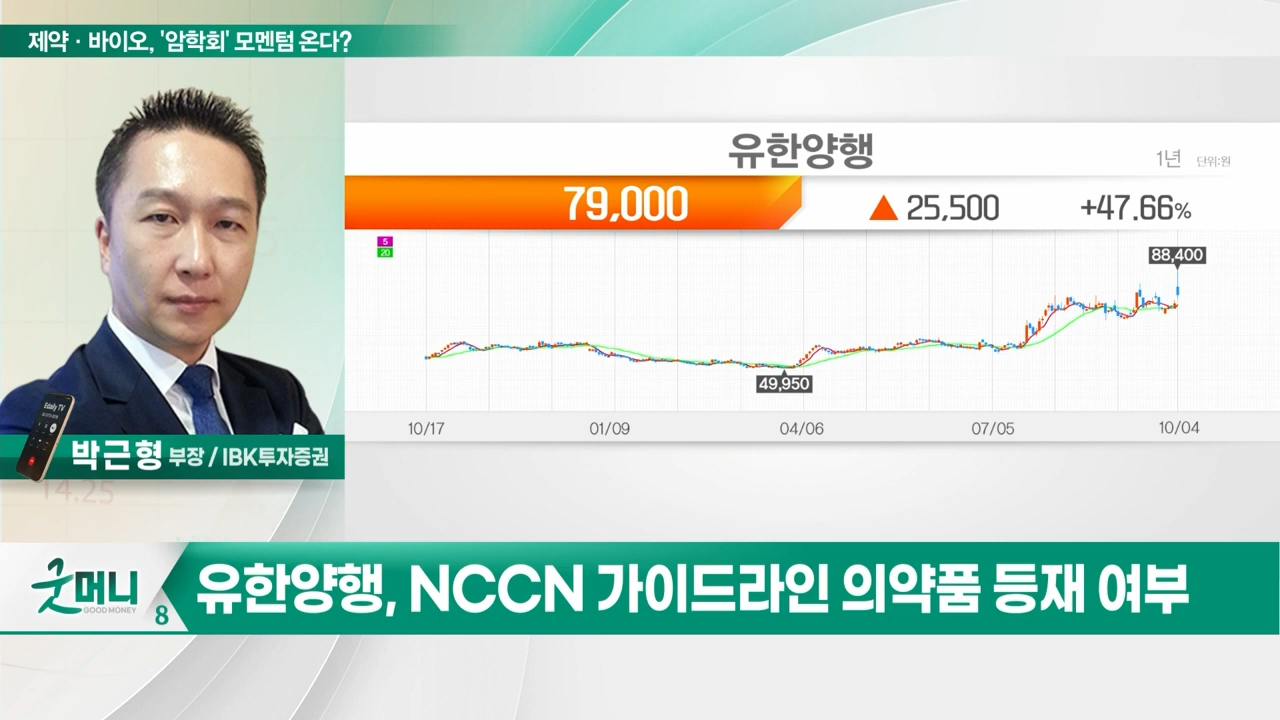 제약 · 바이오, '암학회' 모멘텀 온다?
유한양행
1년 단위:원
79,000 ▲ 25,500 +47.66%
5
20
88,400
49,950
10/17 01/09 04/06 07/05 10/04
Edaily TV
박근형 부장 / IBK투자증권
14.25
굿머니
GOOD MONEY
8
유한양행, NCCN 가이드라인 의약품 등재 여부